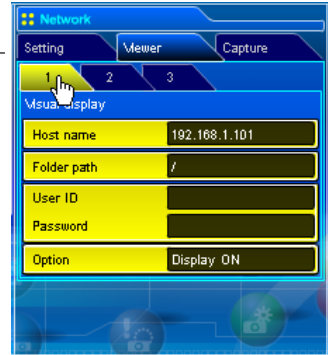 Network
Setting Viewer Capture
1 2 3
Visual display
Host name 192.168.1.101
Folder path /
User ID
Password
Option Display ON